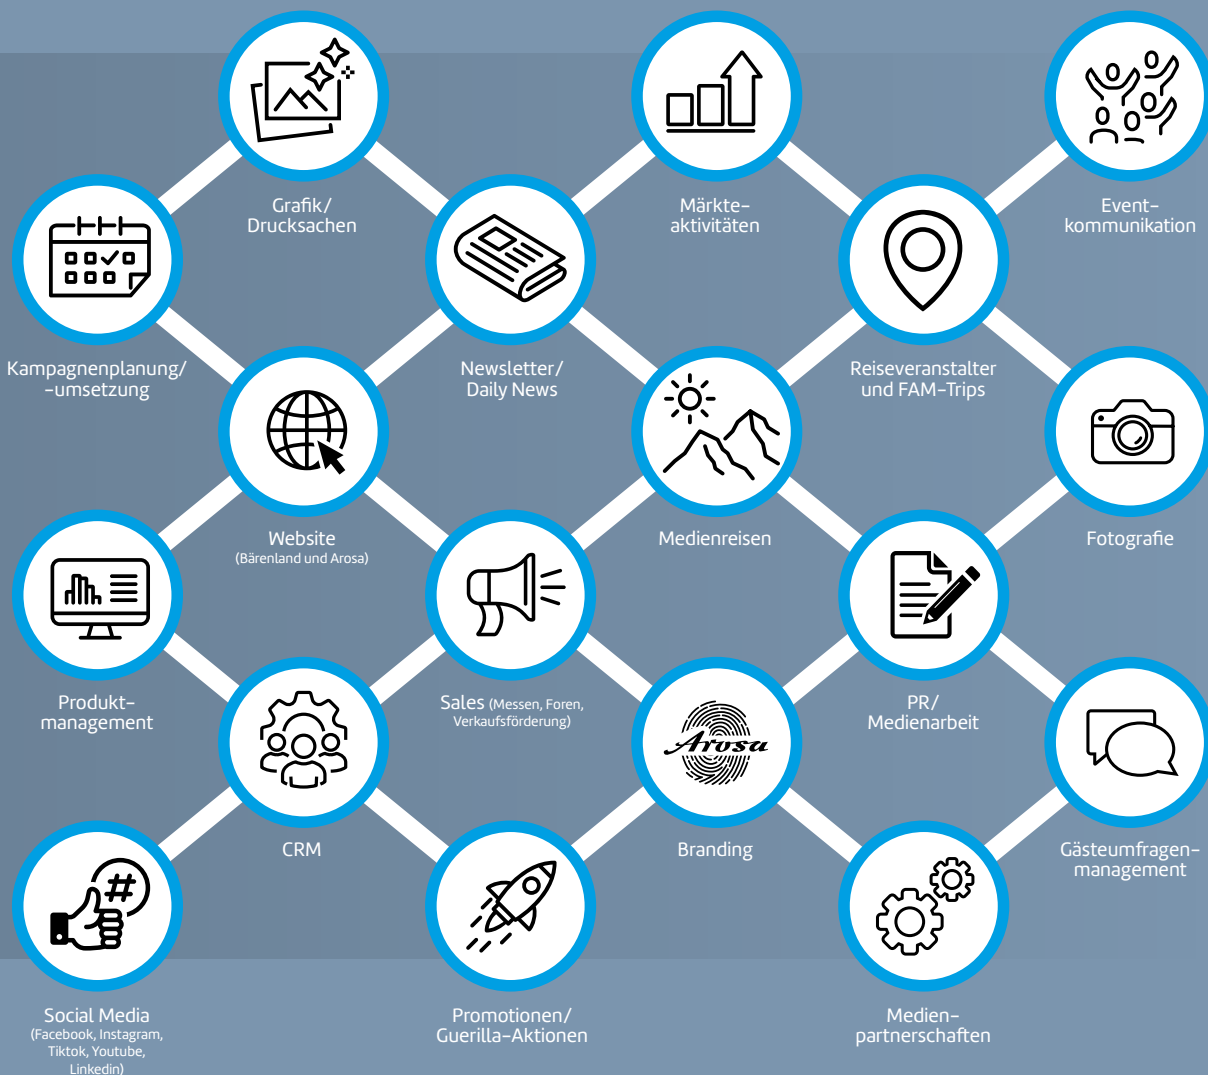 Grafik/
Drucksachen
Märkte-
aktivitäten
Event-
kommunikation
Kampagnenplanung/
-umsetzung
Newsletter/
Daily News
Reiseveranstalter
und FAM-Trips
Website
(Bärenland und Arosa)
Medienreisen
Fotografie
Produkt-
management
Sales (Messen, Foren,
Verkaufsförderung)
PR/
Medienarbeit
Arosa
CRM
Branding
Gästeumfragen-
management
#
Social Media
(Facebook, Instagram,
Tiktok, Youtube,
Linkedin)
Promotionen/
Guerilla-Aktionen
Medien-
partnerschaften